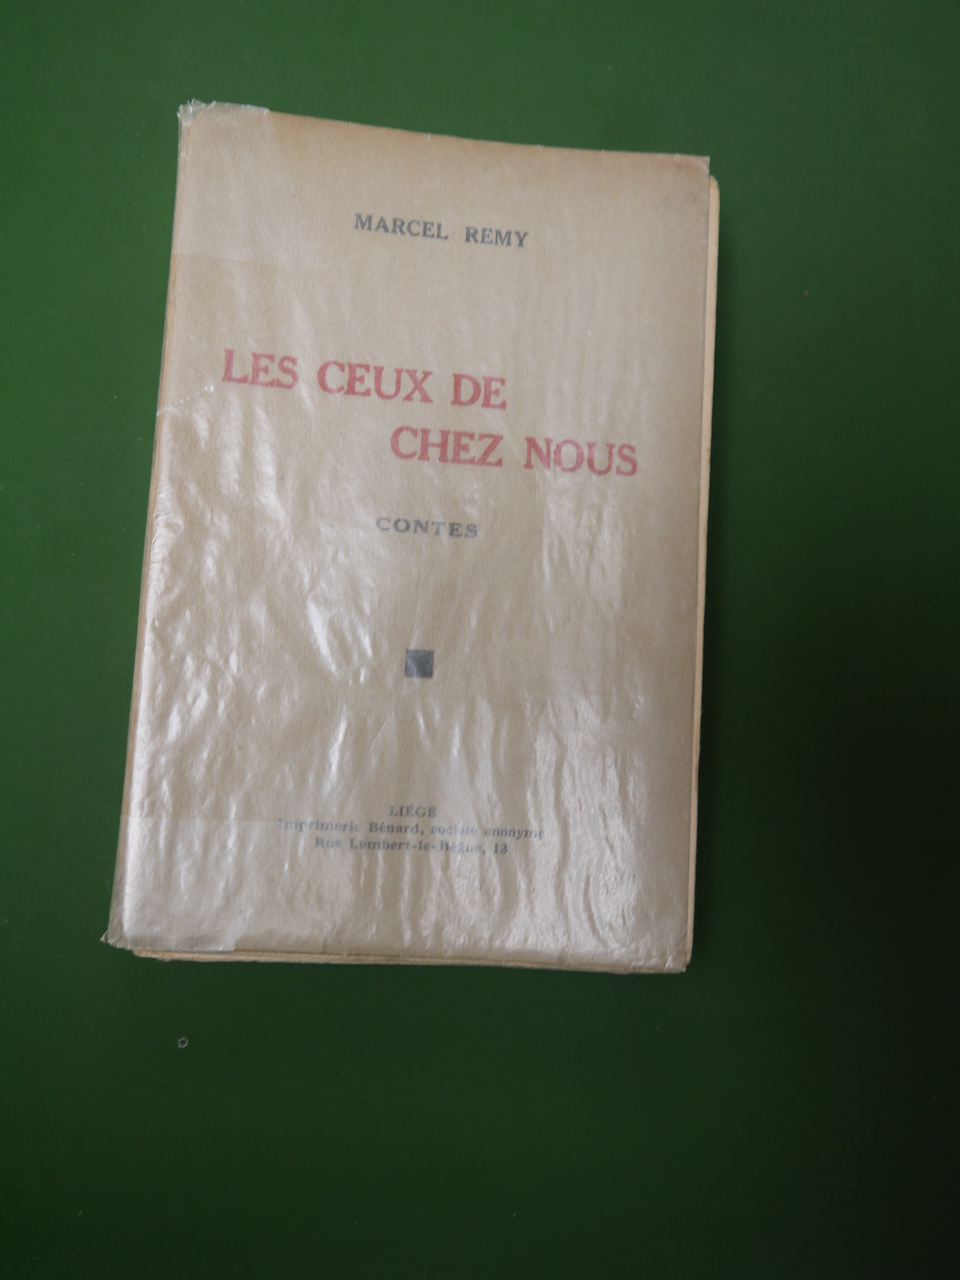 MARCEL REMY
LES CEUX DE
CHEZ NOUS
CONTES
LIÉGE
Imprimerie Bénard, société anonyme
Rue Lambert-le-Bègue, 13